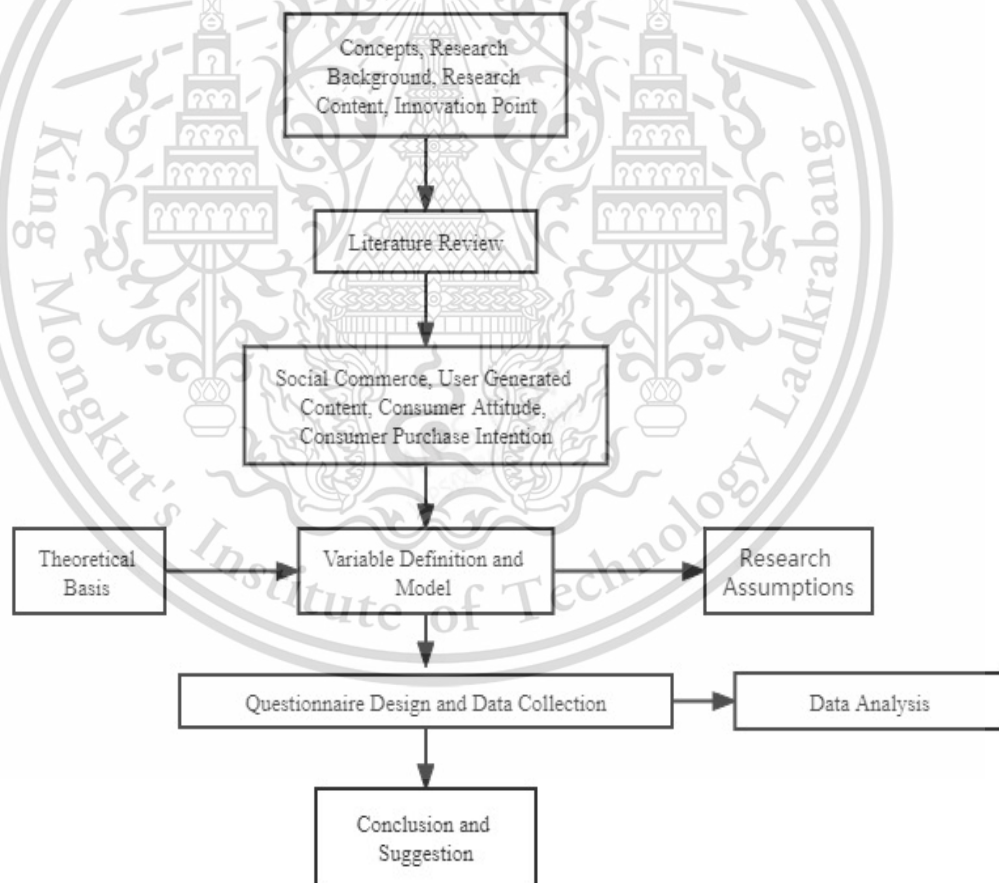 Concepts, Research
Background, Research
Content, Innovation Point
Literature Review
Social Commerce, User Generated
Content, Consumer Attitude,
Consumer Purchase Intention
Theoretical
Basis
Variable Definition and
Model
Research
Assumptions
Questionnaire Design and Data Collection
Data Analysis
Conclusion and
Suggestion
King Mongkut's Institute of Technology Ladkrabang